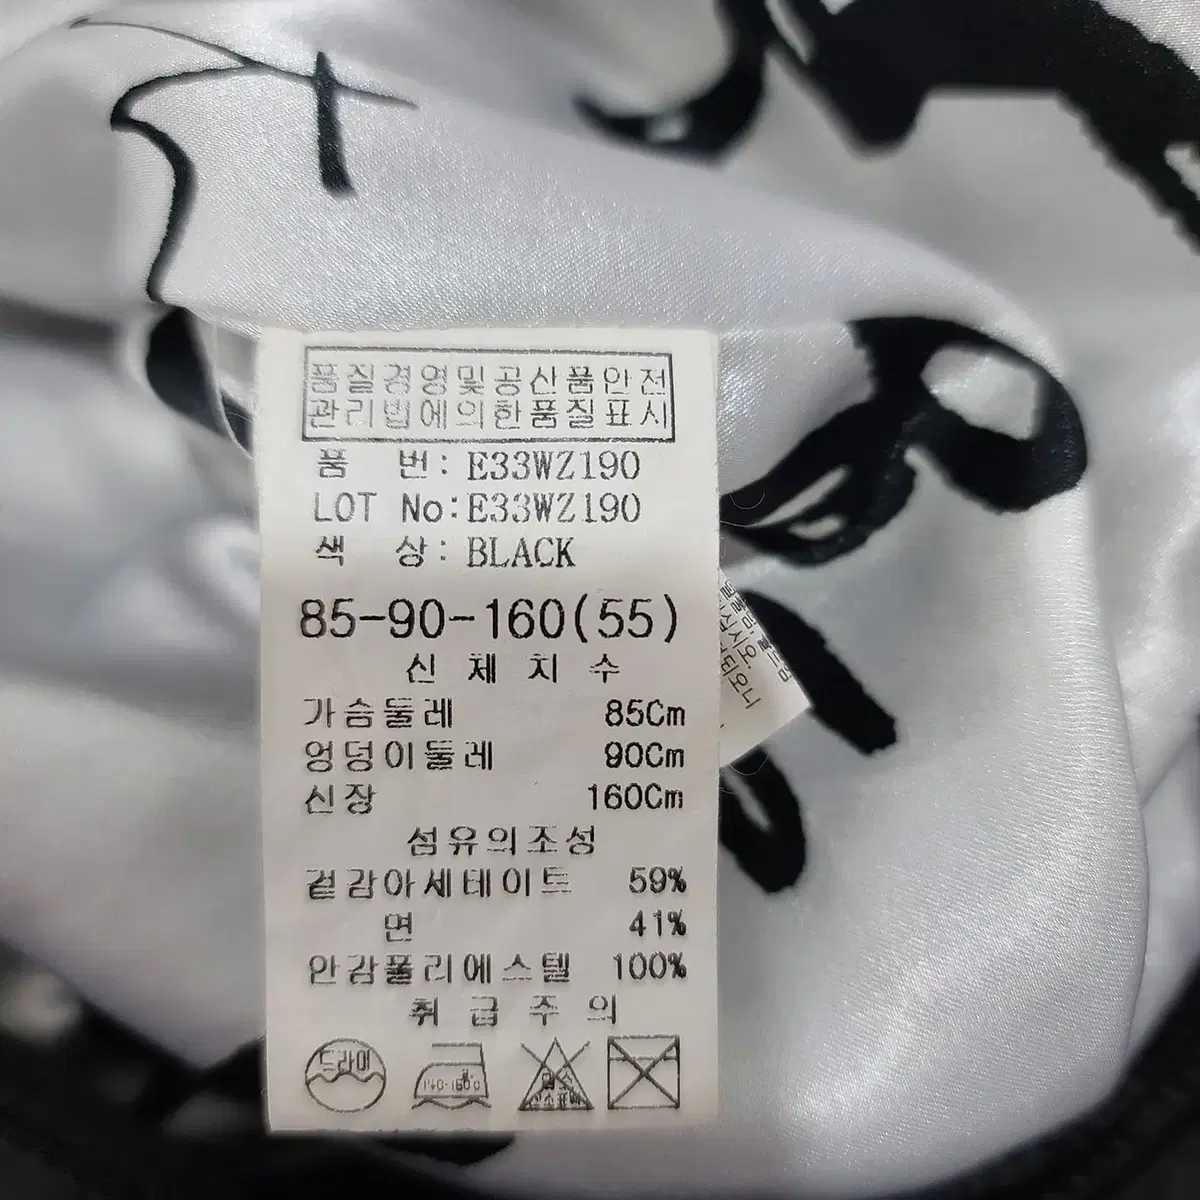 품질경영및공산품안전
관리법에의한품질표시
품 번: E33WZ190
LOT No:E33WZ190
색 상: BLACK
85-90-160(55)
신 체 치 수
가슴둘레 85Cm
엉덩이둘레 90Cm
신장 160Cm
섬유의조성
겉감아세테이트 59%
면 41%
안감폴리에스텔 100%
취 급 주 의
드라이
140-160